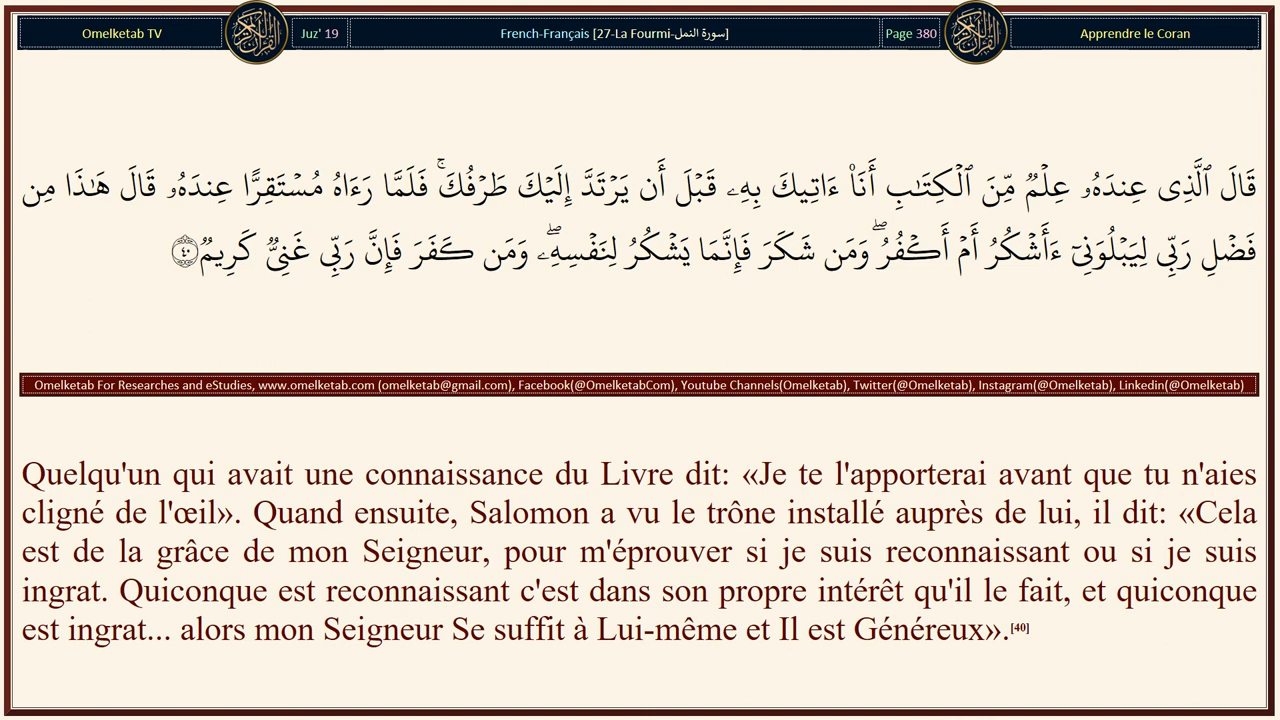 Omelketab TV
Juz' 19
French-Français [27-La Fourmi-سورة النمل]
Page 380
Apprendre le Coran
قَالَ ٱلَّذِى عِندَهُۥ عِلْمٌۭ مِّنَ ٱلْكِتَـٰبِ أَنَا۠ ءَاتِيكَ بِهِۦ قَبْلَ أَن يَرْتَدَّ إِلَيْكَ طَرْفُكَ ۚ فَلَمَّا رَءَاهُ مُسْتَقِرًّا عِندَهُۥ قَالَ هَـٰذَا مِن
فَضْلِ رَبِّى لِيَبْلُوَنِىٓ ءَأَشْكُرُ أَمْ أَكْفُرُ ۖ وَمَن شَكَرَ فَإِنَّمَا يَشْكُرُ لِنَفْسِهِۦ ۖ وَمَن كَفَرَ فَإِنَّ رَبِّى غَنِىٌّۭ كَرِيمٌۭ ٤٠
Omelketab For Researches and eStudies, www.omelketab.com (omelketab@gmail.com), Facebook(@OmelketabCom), Youtube Channels(Omelketab), Twitter(@Omelketab), Instagram(@Omelketab), Linkedin(@Omelketab)
Quelqu'un qui avait une connaissance du Livre dit: «Je te l'apporterai avant que tu n'aies
cligné de l'œil». Quand ensuite, Salomon a vu le trône installé auprès de lui, il dit: «Cela
est de la grâce de mon Seigneur, pour m'éprouver si je suis reconnaissant ou si je suis
ingrat. Quiconque est reconnaissant c'est dans son propre intérêt qu'il le fait, et quiconque
est ingrat... alors mon Seigneur Se suffit à Lui-même et Il est Généreux».[40]